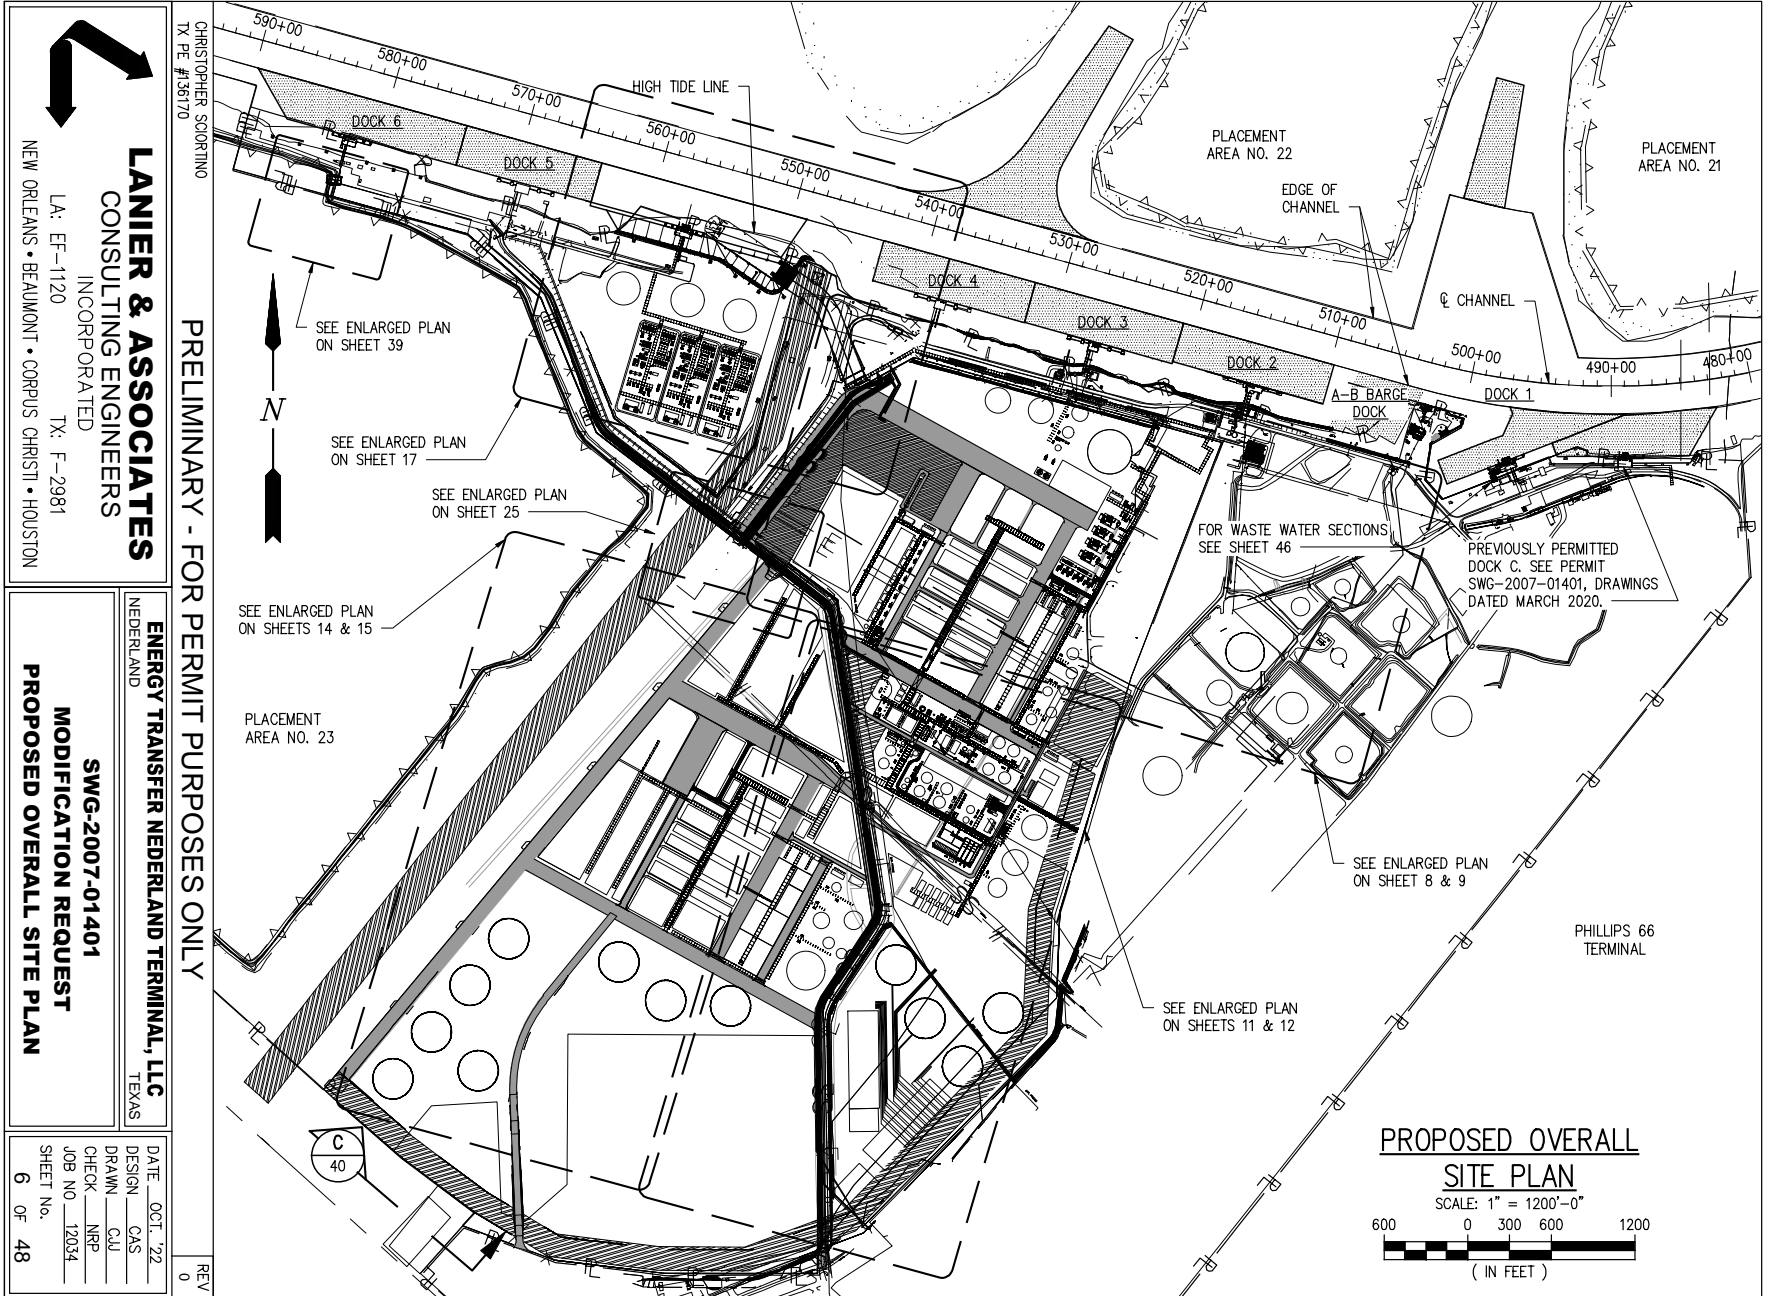 590+00
580+00
570+00
560+00
550+00
540+00
530+00
520+00
510+00
500+00
490+00
480+00
HIGH TIDE LINE
DOCK 6
DOCK 5
DOCK 4
DOCK 3
DOCK 2
A-B BARGE
DOCK
DOCK 1
PLACEMENT
AREA NO. 22
PLACEMENT
AREA NO. 21
EDGE OF
CHANNEL
℄ CHANNEL
SEE ENLARGED PLAN
ON SHEET 39
N
SEE ENLARGED PLAN
ON SHEET 17
SEE ENLARGED PLAN
ON SHEET 25
SEE ENLARGED PLAN
ON SHEETS 14 & 15
PLACEMENT
AREA NO. 23
FOR WASTE WATER SECTIONS
SEE SHEET 46
PREVIOUSLY PERMITTED
DOCK C. SEE PERMIT
SWG-2007-01401, DRAWINGS
DATED MARCH 2020.
SEE ENLARGED PLAN
ON SHEET 8 & 9
PHILLIPS 66
TERMINAL
SEE ENLARGED PLAN
ON SHEETS 11 & 12
C
40
PROPOSED OVERALL
SITE PLAN
SCALE: 1" = 1200'-0"
600 0 300 600 1200
( IN FEET )
CHRISTOPHER SCIORTINO
TX PE #136170
PRELIMINARY - FOR PERMIT PURPOSES ONLY
REV
0
LANIER & ASSOCIATES
CONSULTING ENGINEERS
INCORPORATED
LA: EF-1120 TX: F-2981
NEW ORLEANS • BEAUMONT • CORPUS CHRISTI • HOUSTON
ENERGY TRANSFER NEDERLAND TERMINAL, LLC
NEDERLAND TEXAS
SWG-2007-01401
MODIFICATION REQUEST
PROPOSED OVERALL SITE PLAN
DATE OCT. '22
DESIGN CAS
DRAWN CJJ
CHECK NRP
JOB NO 12034
SHEET No.
6 OF 48